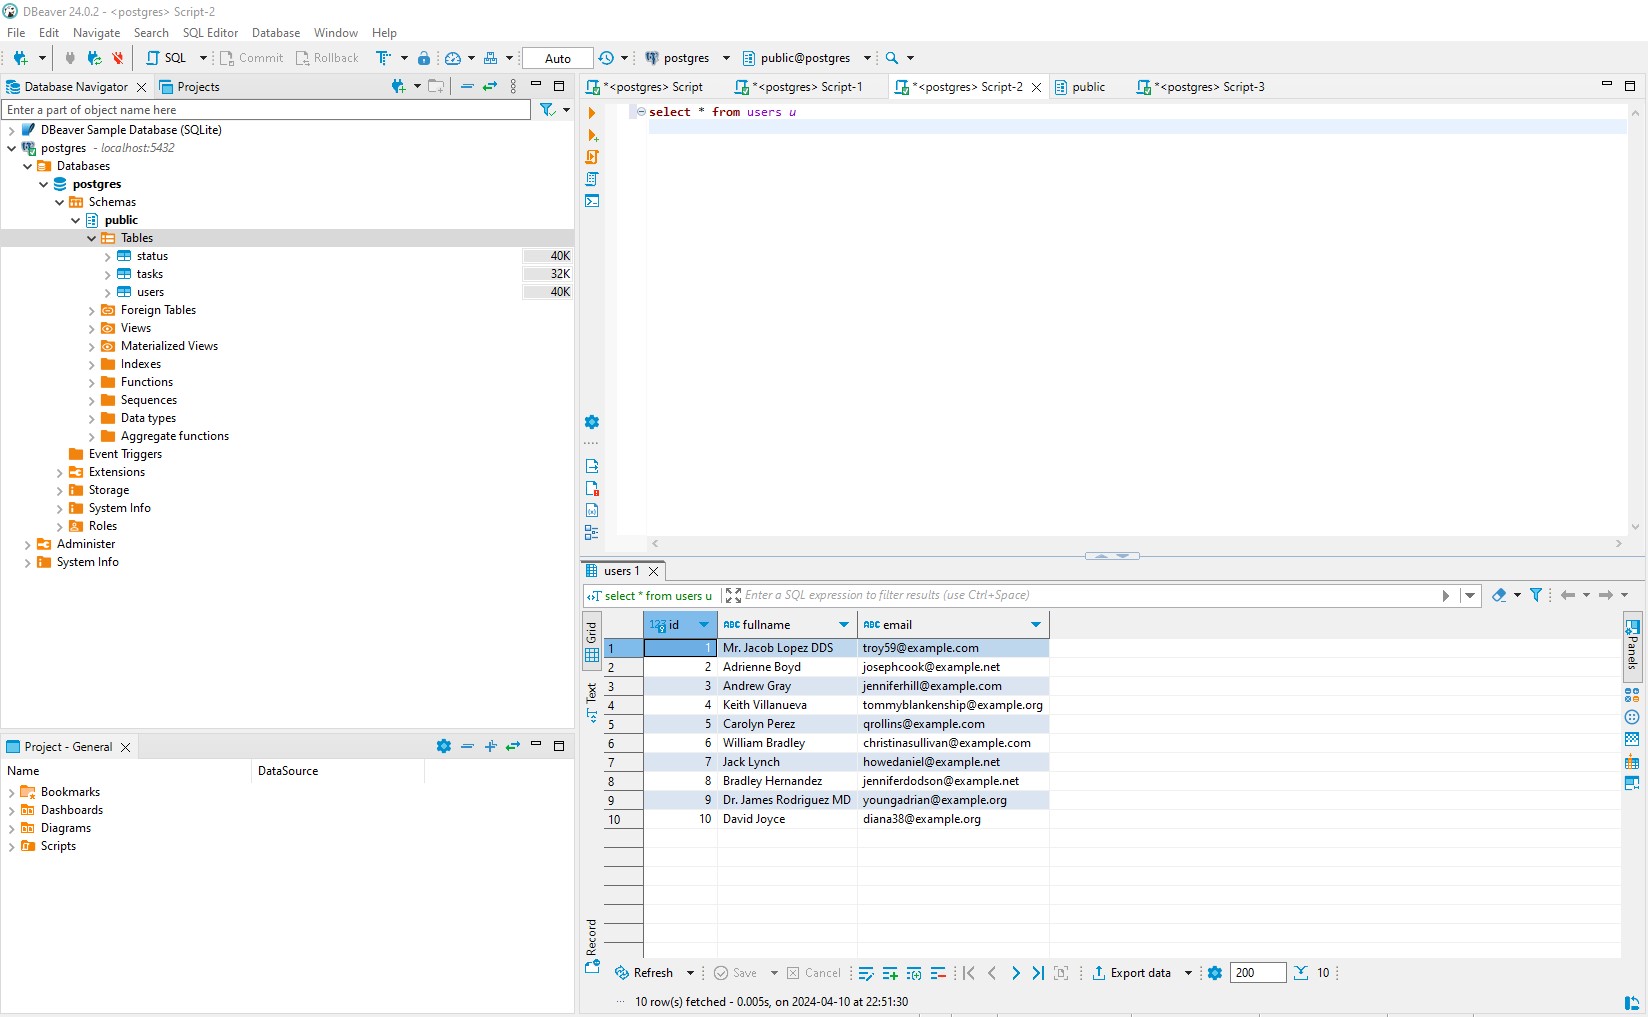 DBeaver 24.0.2 - <postgres> Script-2
File Edit Navigate Search SQL Editor Database Window Help
SQL Commit Rollback Auto postgres public@postgres
Database Navigator Projects
Enter a part of object name here
DBeaver Sample Database (SQLite)
postgres - localhost:5432
Databases
postgres
Schemas
public
Tables
status 40K
tasks 32K
users 40K
Foreign Tables
Views
Materialized Views
Indexes
Functions
Sequences
Data types
Aggregate functions
Event Triggers
Extensions
Storage
System Info
Roles
Administer
System Info
Project - General
Name DataSource
Bookmarks
Dashboards
Diagrams
Scripts
*<postgres> Script *<postgres> Script-1 *<postgres> Script-2 public *<postgres> Script-3
select * from users u
users 1
select * from users u Enter a SQL expression to filter results (use Ctrl+Space)
Grid
Text
Record
123 id ABC fullname ABC email
1 1 Mr. Jacob Lopez DDS troy59@example.com
2 2 Adrienne Boyd josephcook@example.net
3 3 Andrew Gray jenniferhill@example.com
4 4 Keith Villanueva tommyblankenship@example.org
5 5 Carolyn Perez qrollins@example.com
6 6 William Bradley christinasullivan@example.com
7 7 Jack Lynch howedaniel@example.net
8 8 Bradley Hernandez jenniferdodson@example.net
9 9 Dr. James Rodriguez MD youngadrian@example.org
10 10 David Joyce diana38@example.org
Panels
Refresh Save Cancel Export data 200 10
10 row(s) fetched - 0.005s, on 2024-04-10 at 22:51:30